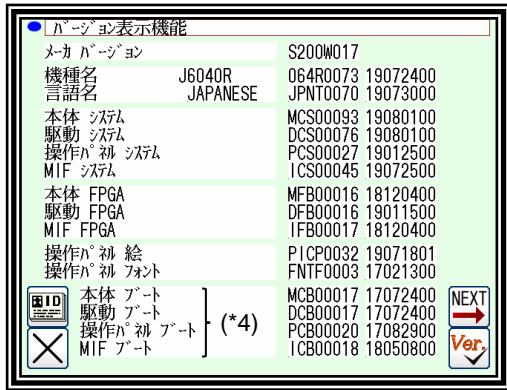 バージョン表示機能
メーカ バージョン S200W017
機種名 J6040R 064R0073 19072400
言語名 JAPANESE JPNT0070 19073000
本体 システム MCS00093 19080100
駆動 システム DCS00076 19080100
操作パネル システム PCS00027 19012500
MIF システム ICS00045 19072500
本体 FPGA MFB00016 18120400
駆動 FPGA DFB00016 19011500
MIF FPGA IFB00017 18120400
操作パネル 絵 PICP0032 19071801
操作パネル フォント FNTF0003 17021300
本体 ブート MCB00017 17072400
駆動 ブート DCB00017 17072400
操作パネル ブート PCB00020 17082900
MIF ブート ICB00018 18050800
(*4)
ID
NEXT
Ver.